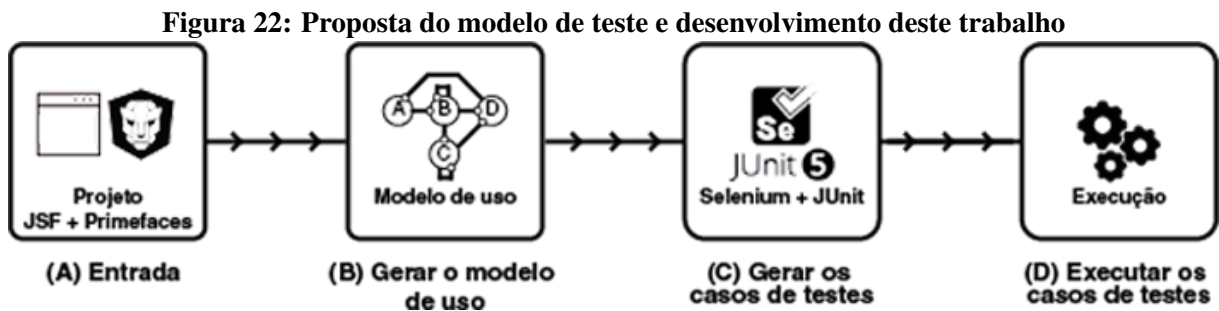 Figura 22: Proposta do modelo de teste e desenvolvimento deste trabalho
Projeto
JSF + Primefaces
(A) Entrada
A
B
D
C
Modelo de uso
(B) Gerar o modelo
de uso
Se
JUnit 5
Selenium + JUnit
(C) Gerar os
casos de testes
Execução
(D) Executar os
casos de testes